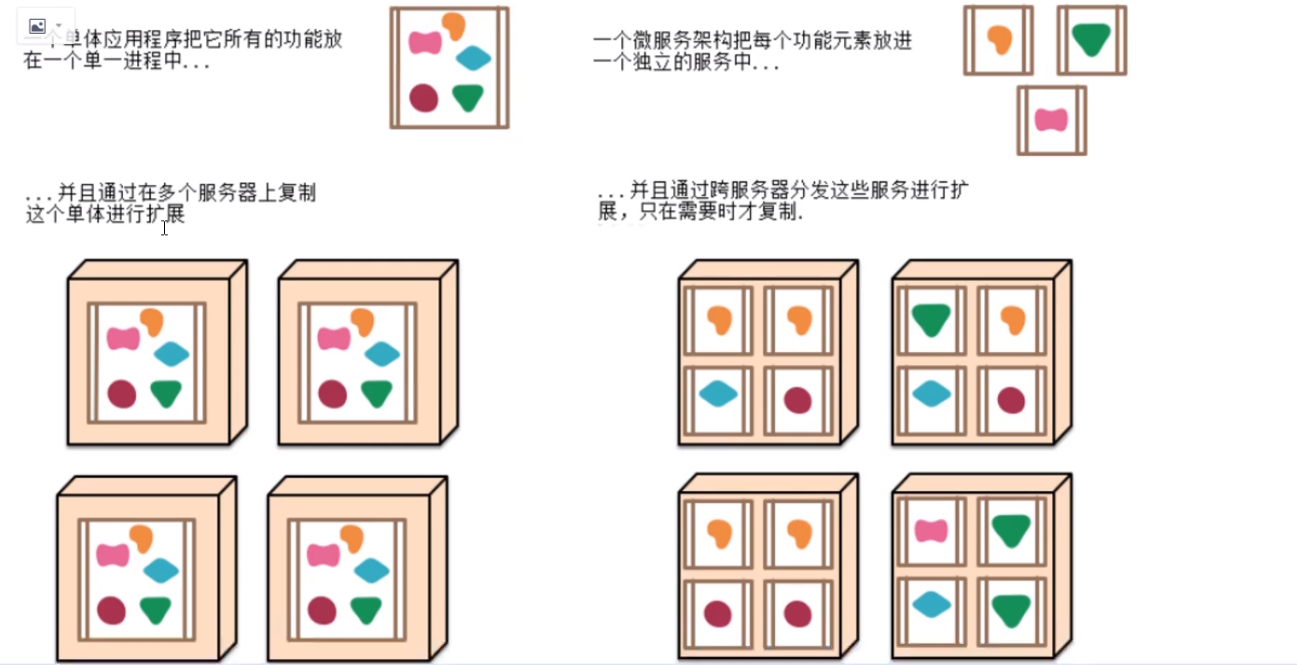 个单体应用程序把它所有的功能放
在一个单一进程中...
一个微服务架构把每个功能元素放进
一个独立的服务中...
...并且通过在多个服务器上复制
这个单体进行扩展
...并且通过跨服务器分发这些服务进行扩
展，只在需要时才复制.